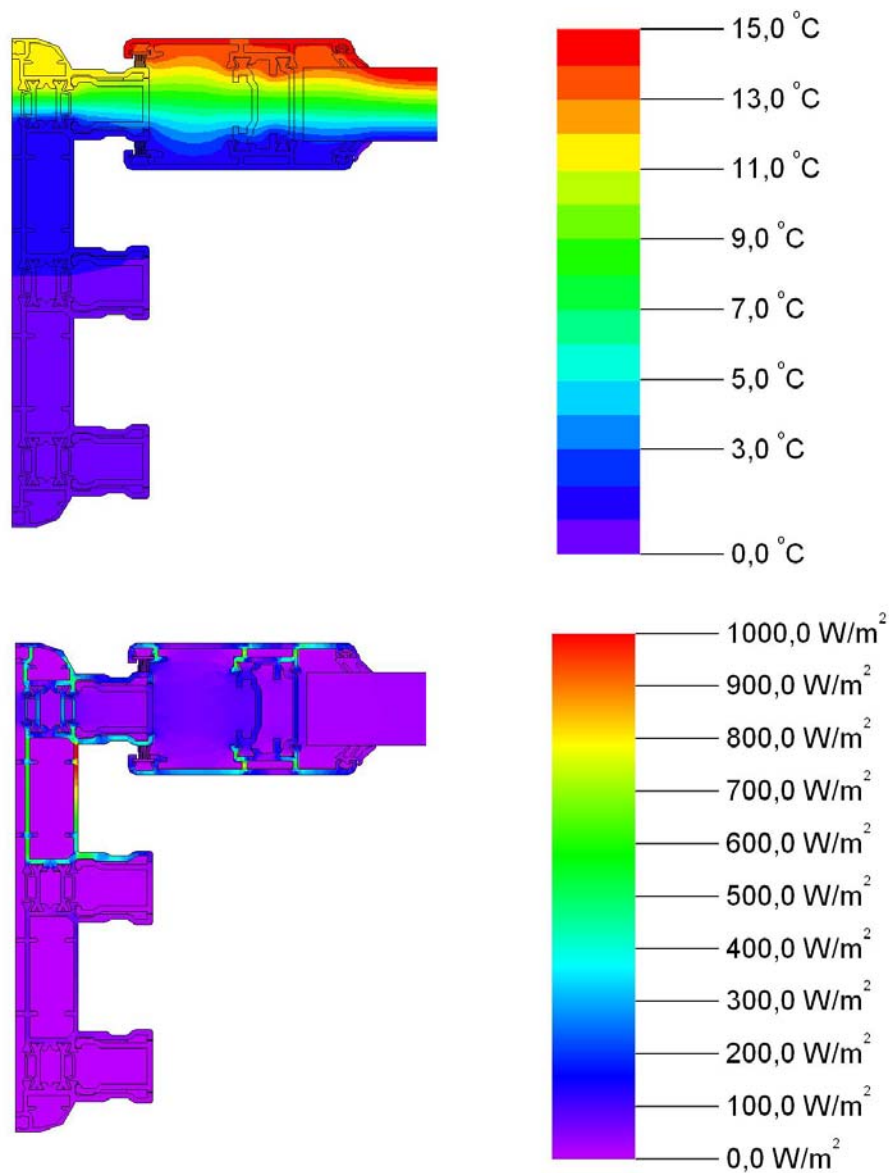 15,0 °C
13,0 °C
11,0 °C
9,0 °C
7,0 °C
5,0 °C
3,0 °C
0,0 °C
1000,0 W/m²
900,0 W/m²
800,0 W/m²
700,0 W/m²
600,0 W/m²
500,0 W/m²
400,0 W/m²
300,0 W/m²
200,0 W/m²
100,0 W/m²
0,0 W/m²